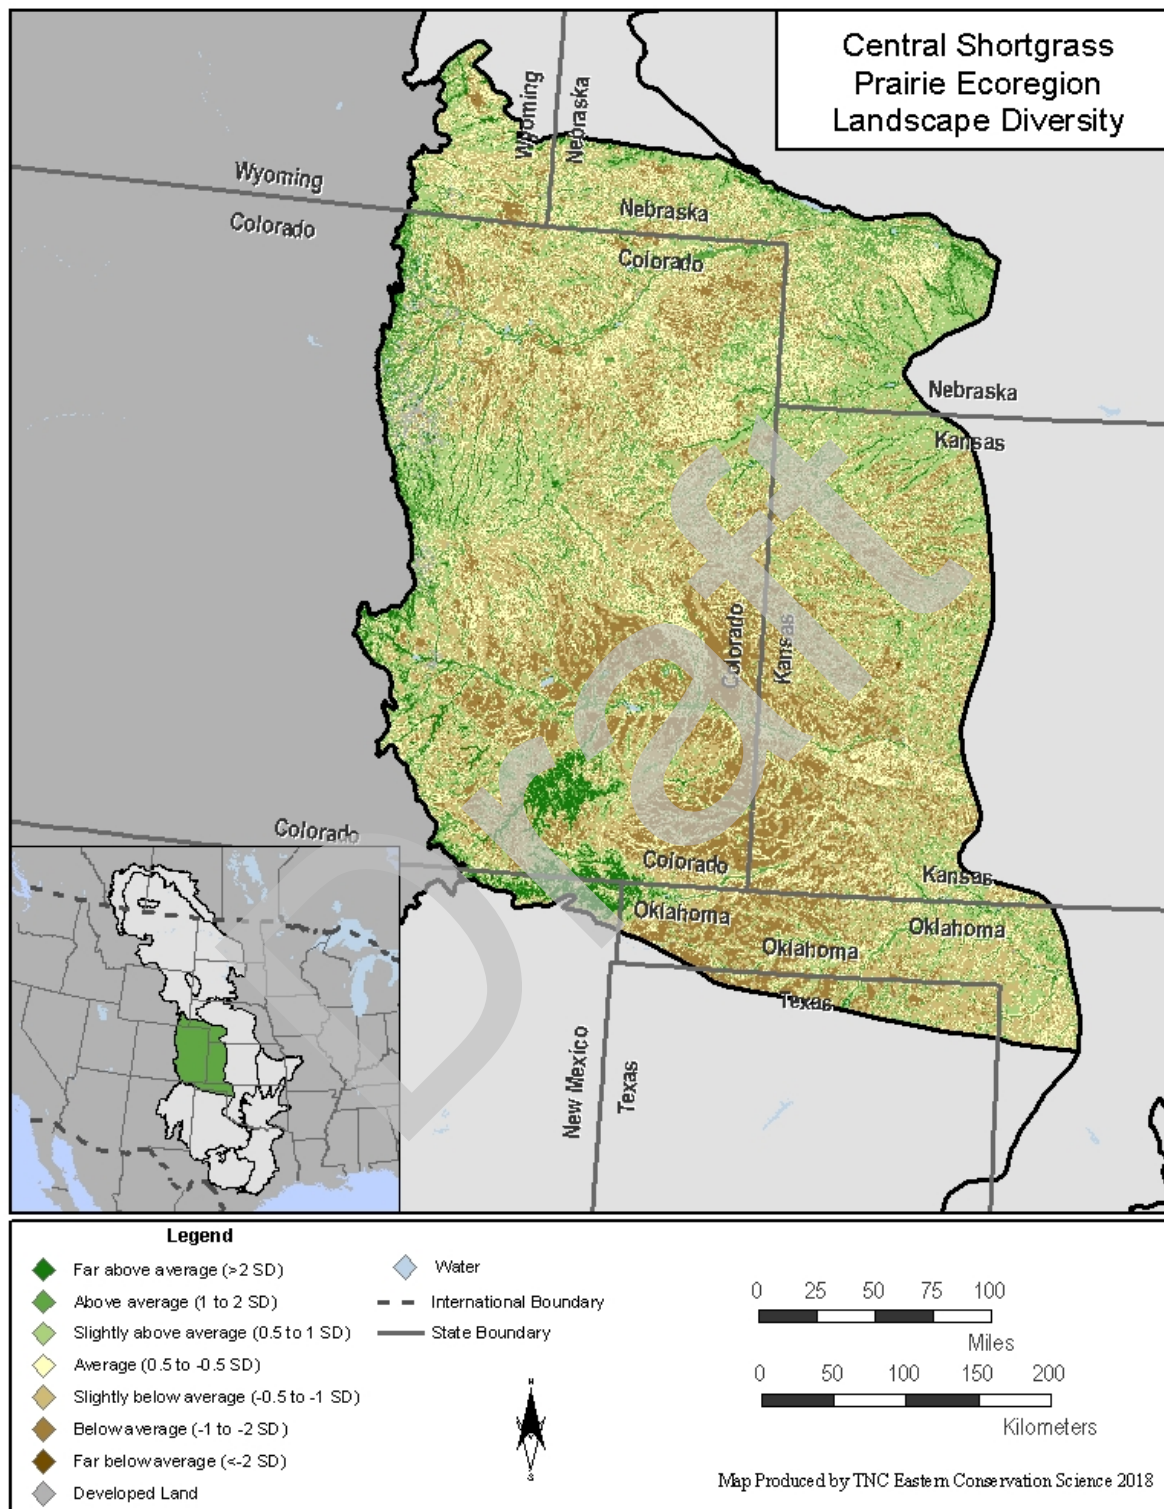 Central Shortgrass
Prairie Ecoregion
Landscape Diversity
Wyoming
Nebraska
Wyoming
Colorado
Nebraska
Colorado
Nebraska
Kansas
Colorado
Kansas
Colorado
Colorado
Kansas
Oklahoma
Oklahoma
Oklahoma
Texas
New Mexico
Texas
Draft
Legend
Far above average (>2 SD)
Above average (1 to 2 SD)
Slightly above average (0.5 to 1 SD)
Average (0.5 to -0.5 SD)
Slightly below average (-0.5 to -1 SD)
Below average (-1 to -2 SD)
Far below average (<-2 SD)
Developed Land
Water
International Boundary
State Boundary
N
S
0 25 50 75 100
Miles
0 50 100 150 200
Kilometers
Map Produced by TNC Eastern Conservation Science 2018